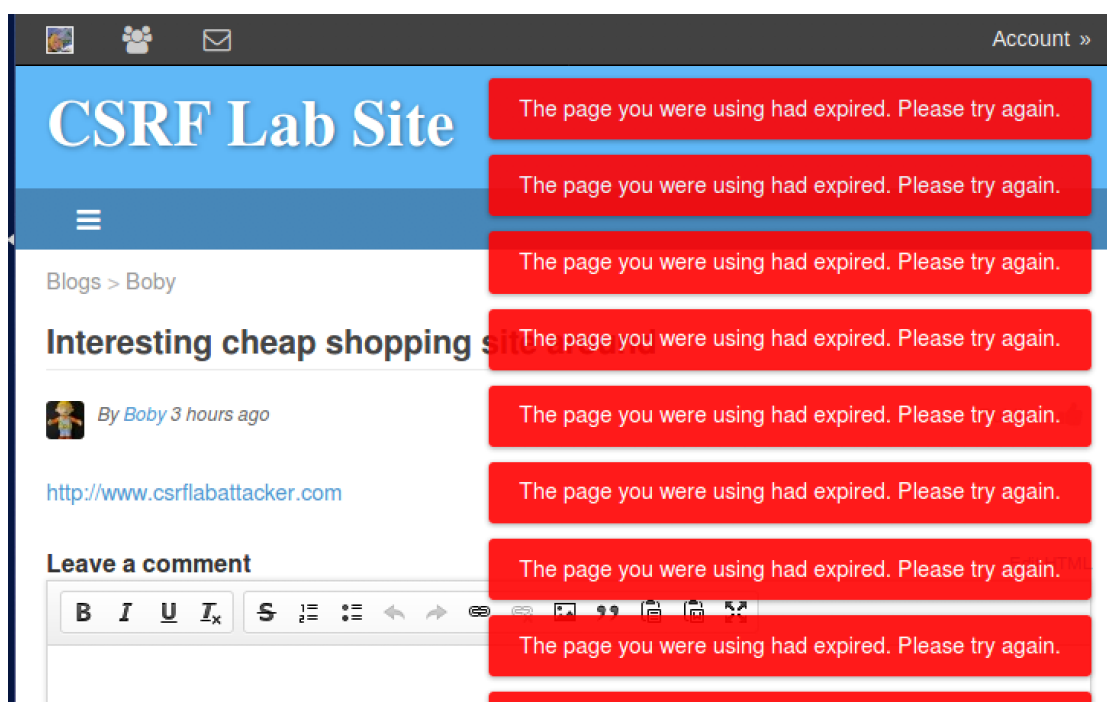 Account »
CSRF Lab Site
The page you were using had expired. Please try again.
The page you were using had expired. Please try again.
The page you were using had expired. Please try again.
Blogs > Boby
Interesting cheap shopping site around
The page you were using had expired. Please try again.
By Boby 3 hours ago
The page you were using had expired. Please try again.
http://www.csrflabattacker.com
The page you were using had expired. Please try again.
Leave a comment
The page you were using had expired. Please try again.
HTML
B I U Ix S
The page you were using had expired. Please try again.